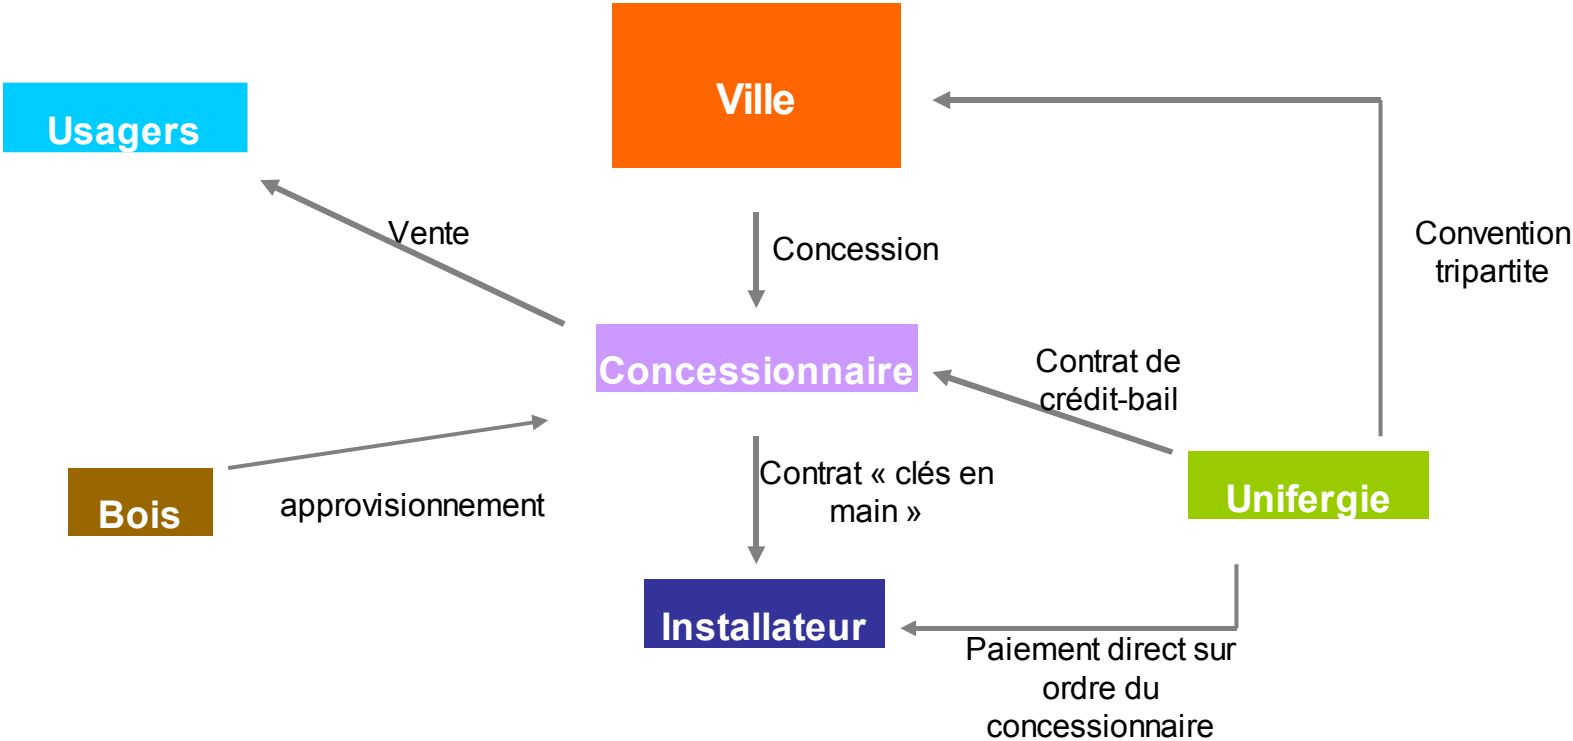 Ville
Usagers
Vente
Concession
Convention
tripartite
Concessionnaire
Contrat de
crédit-bail
Bois
approvisionnement
Contrat « clés en
main »
Unifergie
Installateur
Paiement direct sur
ordre du
concessionnaire